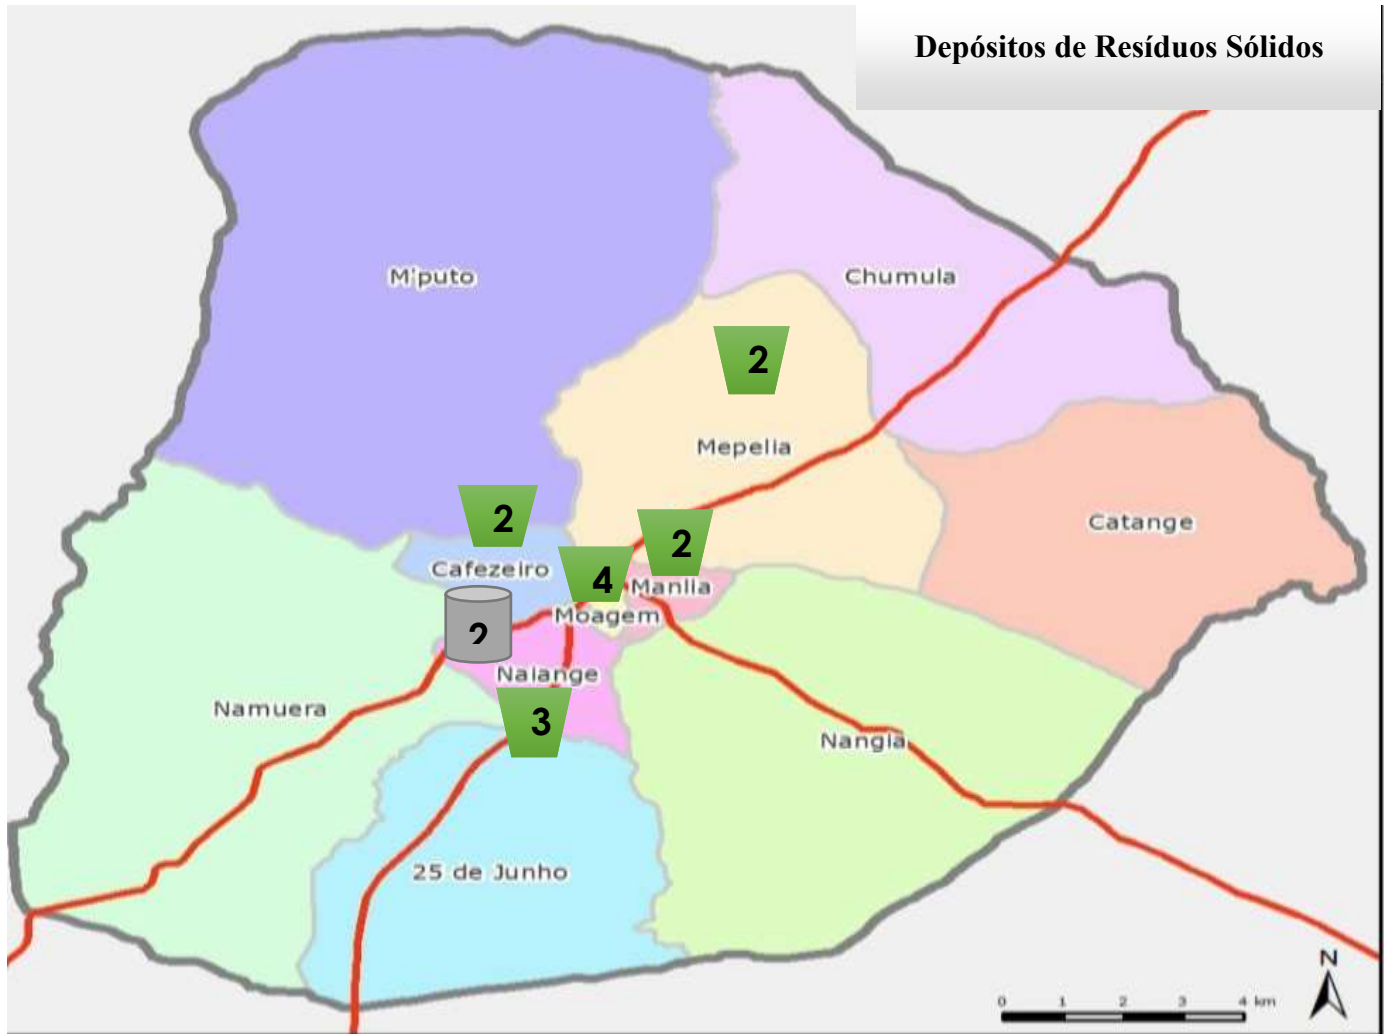 Depósitos de Resíduos Sólidos
M'puto
Chumula
2
Mepelia
2
Catange
2
Cafezeiro
4
Manlia
Moagem
2
Nalange
Namuera
3
Nangla
25 de Junho
N
0 1 2 3 4 km